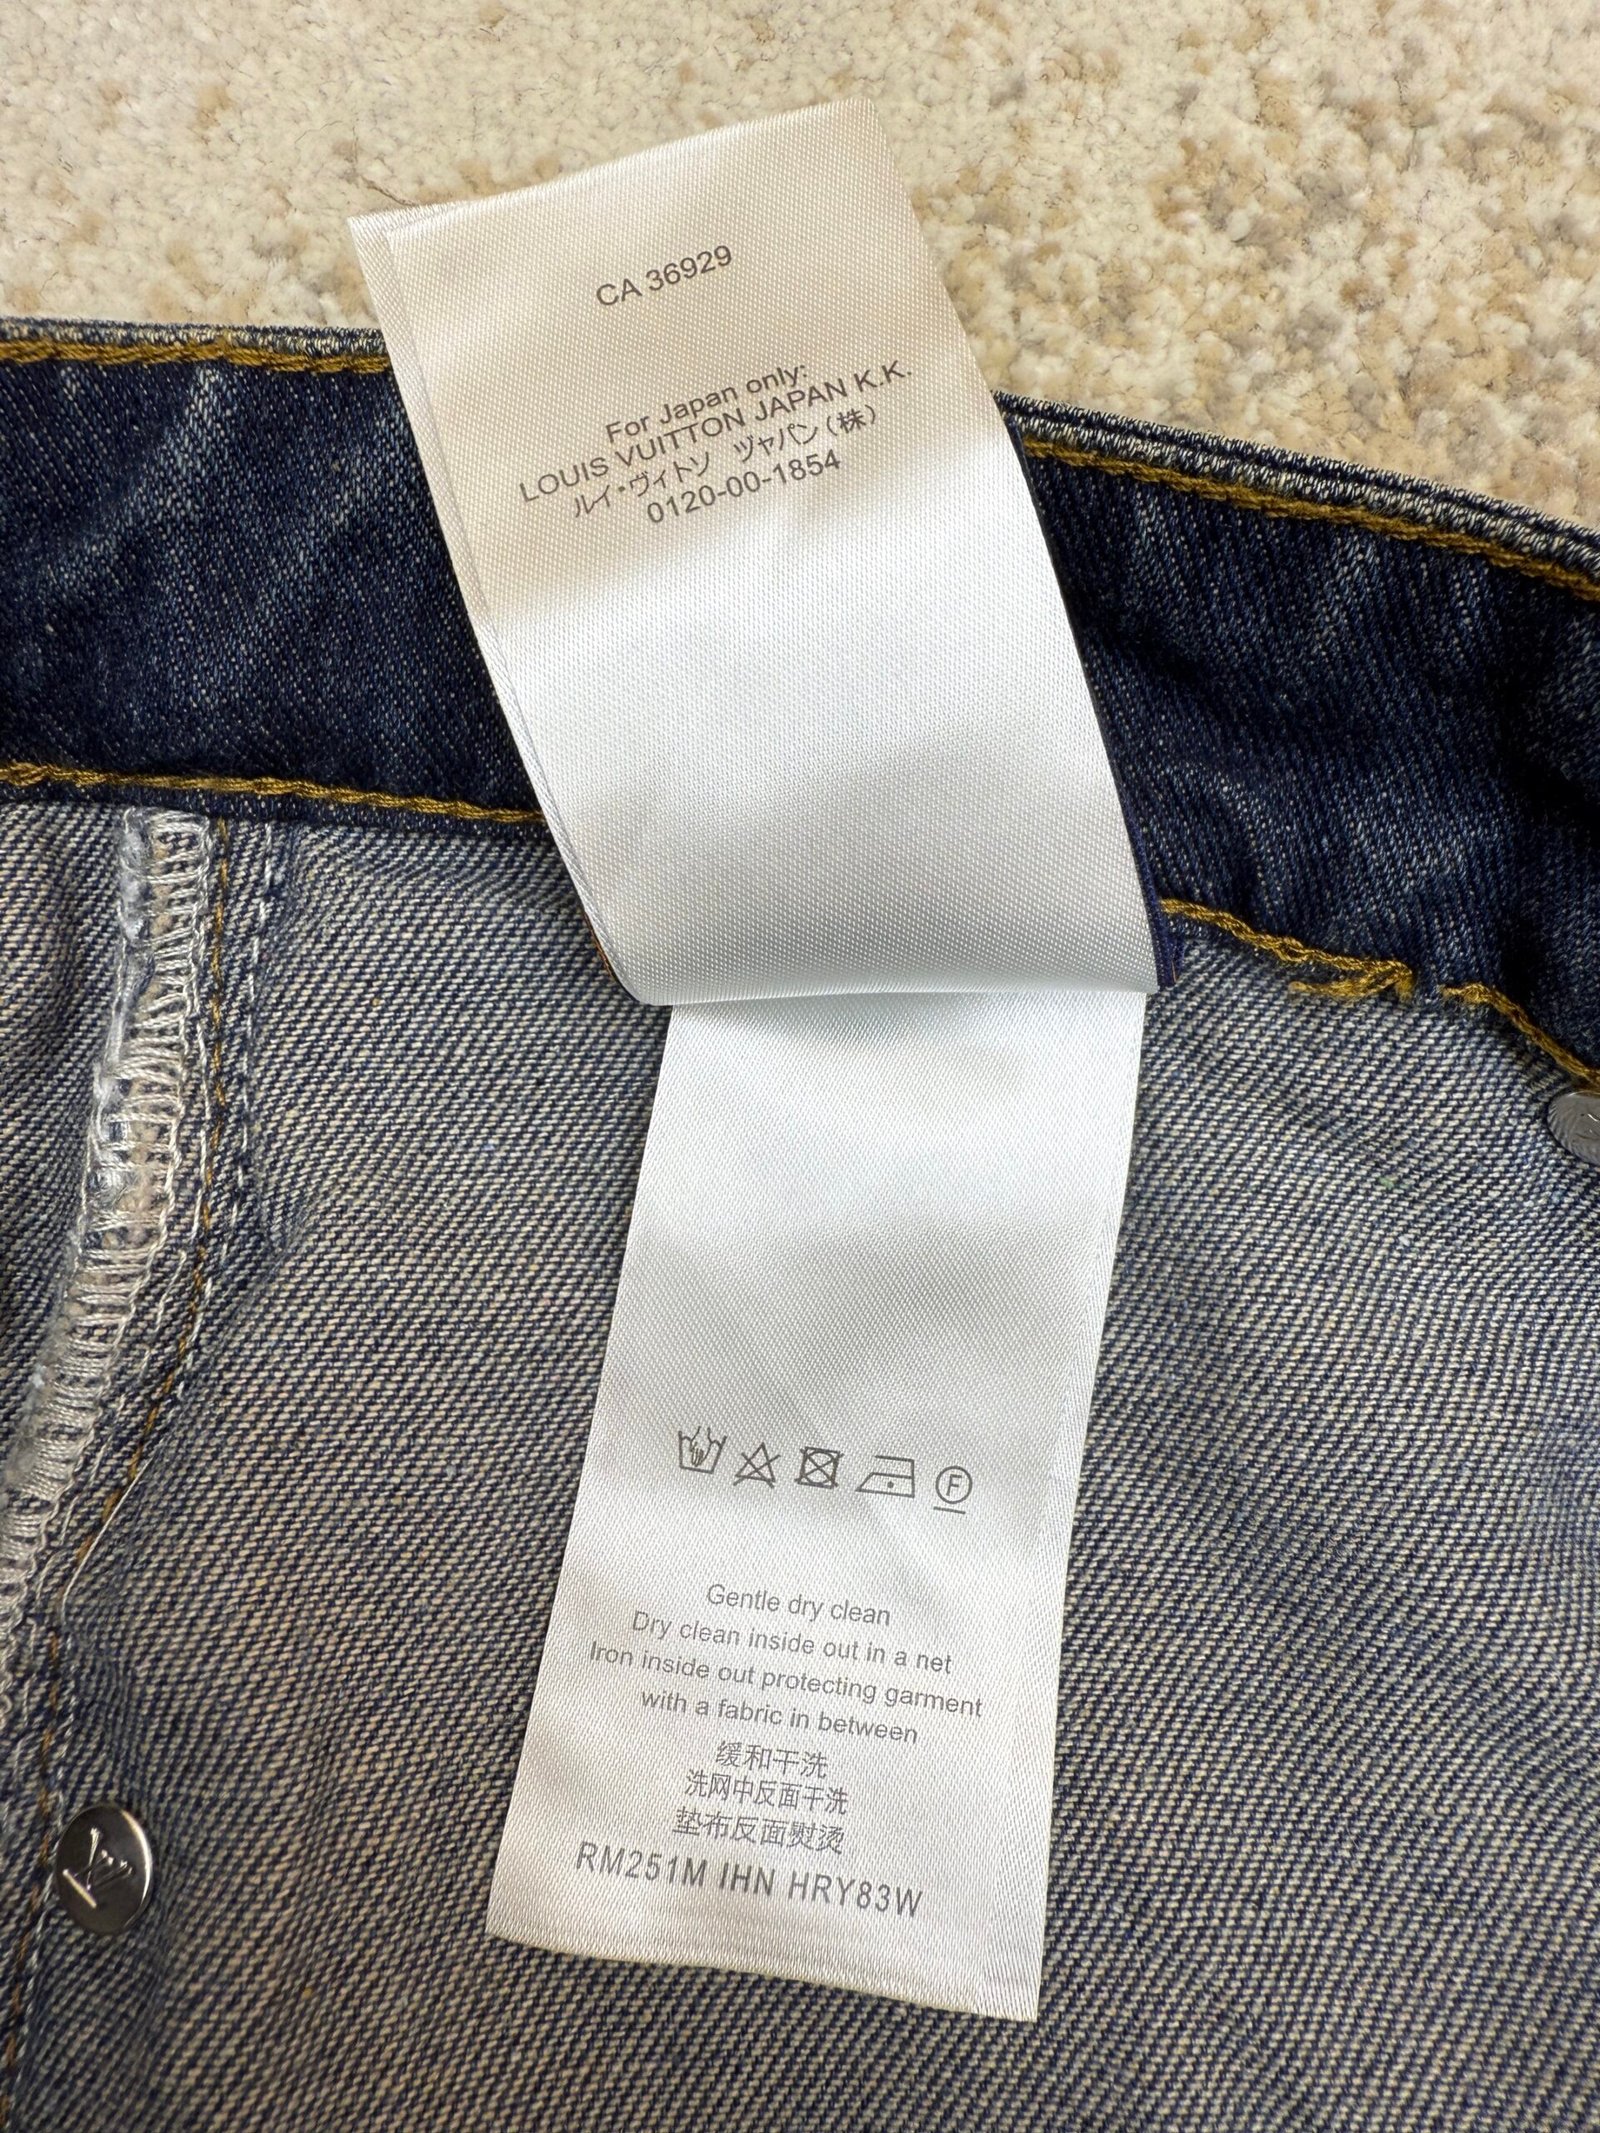 CA 36929
For Japan only:
LOUIS VUITTON JAPAN K.K.
ルイ・ヴィトン ヅャパン(株)
0120-00-1854
F
Gentle dry clean
Dry clean inside out in a net
Iron inside out protecting garment
with a fabric in between
缓和干洗
洗网中反面干洗
垫布反面熨烫
RM251M IHN HRY83W
LV